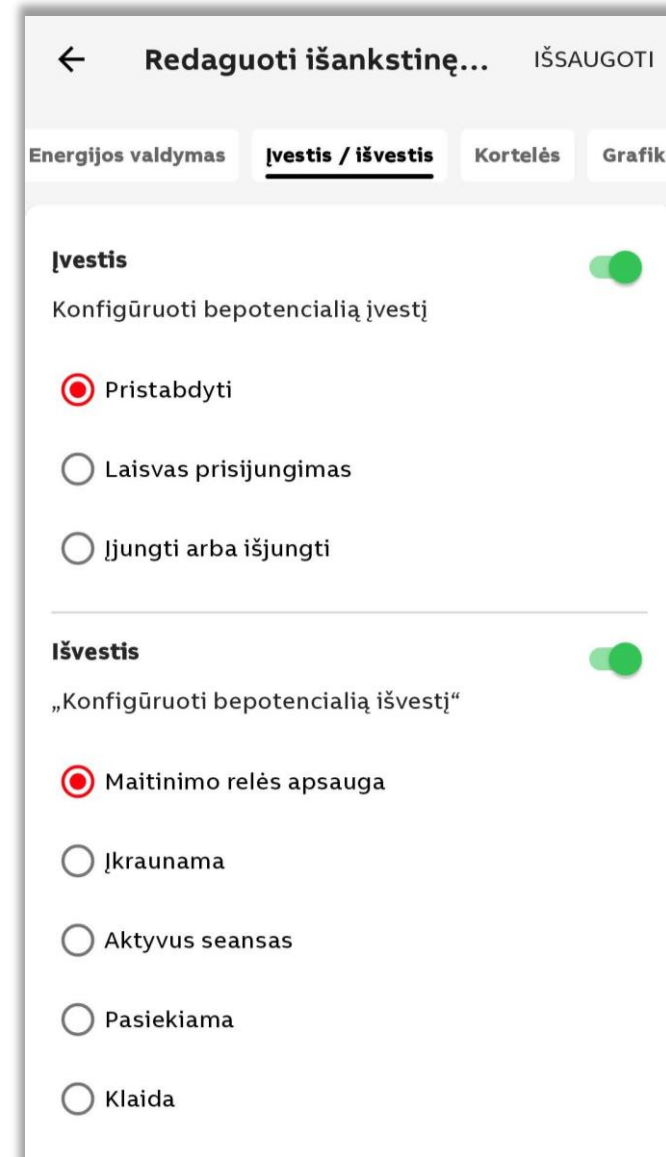 Redaguoti išankstinę... IŠSAUGOTI
Energijos valdymas Įvestis / išvestis Kortelės Grafik
Įvestis
Konfigūruoti bepotencialią įvestį
Pristabdyti
Laisvas prisijungimas
Įjungti arba išjungti
Išvestis
„Konfigūruoti bepotencialią išvestį“
Maitinimo relės apsauga
Įkraunama
Aktyvus seansas
Pasiekiama
Klaida